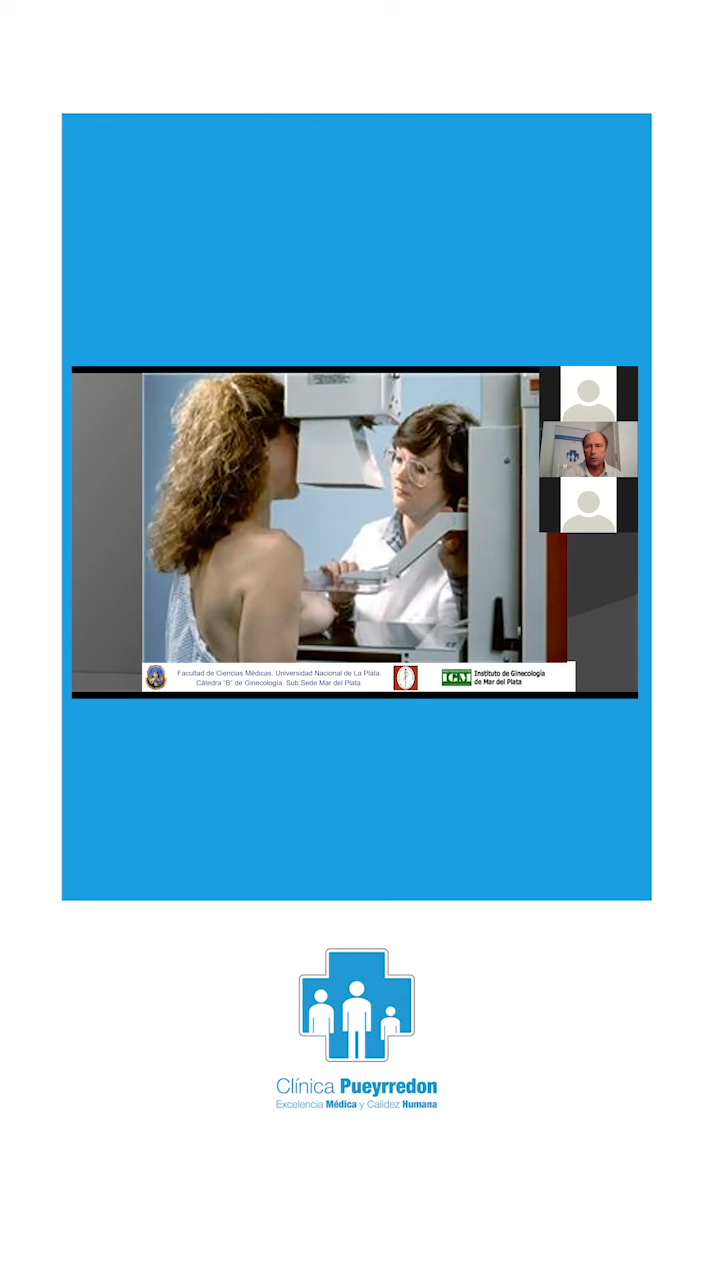 Facultad de Ciencias Médicas. Universidad Nacional de La Plata.
Cátedra "B" de Ginecología. Sub Sede Mar del Plata.
IGM
Instituto de Ginecología
de Mar del Plata
Clínica Pueyrredon
Excelencia Médica y Calidez Humana